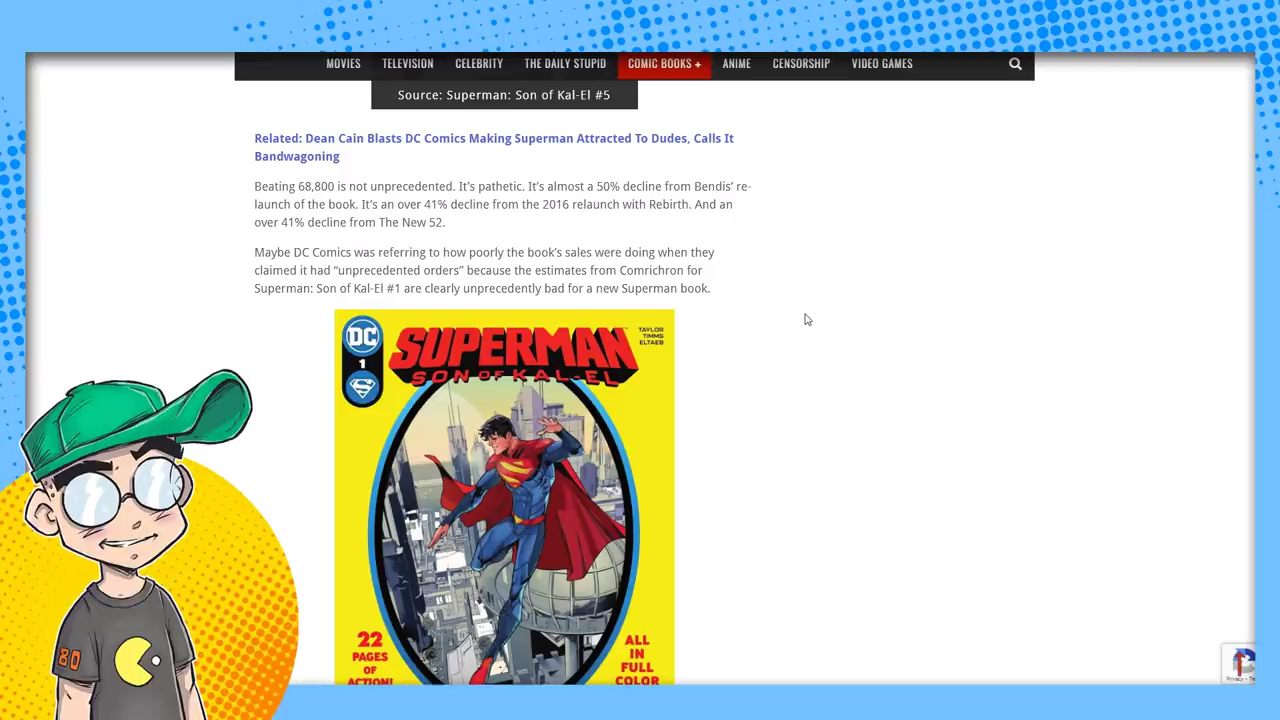 MOVIES TELEVISION CELEBRITY THE DAILY STUPID COMIC BOOKS + ANIME CENSORSHIP VIDEO GAMES
Source: Superman: Son of Kal-El #5
Related: Dean Cain Blasts DC Comics Making Superman Attracted To Dudes, Calls It
Bandwagoning
Beating 68,800 is not unprecedented. It's pathetic. It's almost a 50% decline from Bendis' re-
launch of the book. It's an over 41% decline from the 2016 relaunch with Rebirth. And an
over 41% decline from The New 52.
Maybe DC Comics was referring to how poorly the book's sales were doing when they
claimed it had “unprecedented orders” because the estimates from Comrichron for
Superman: Son of Kal-El #1 are clearly unprecedently bad for a new Superman book.
DC
1
SUPERMAN
SON OF KAL-EL
TAYLOR
TIMMS
ELTAEB
22
PAGES
OF
ACTION!
ALL
IN
FULL
COLOR
80